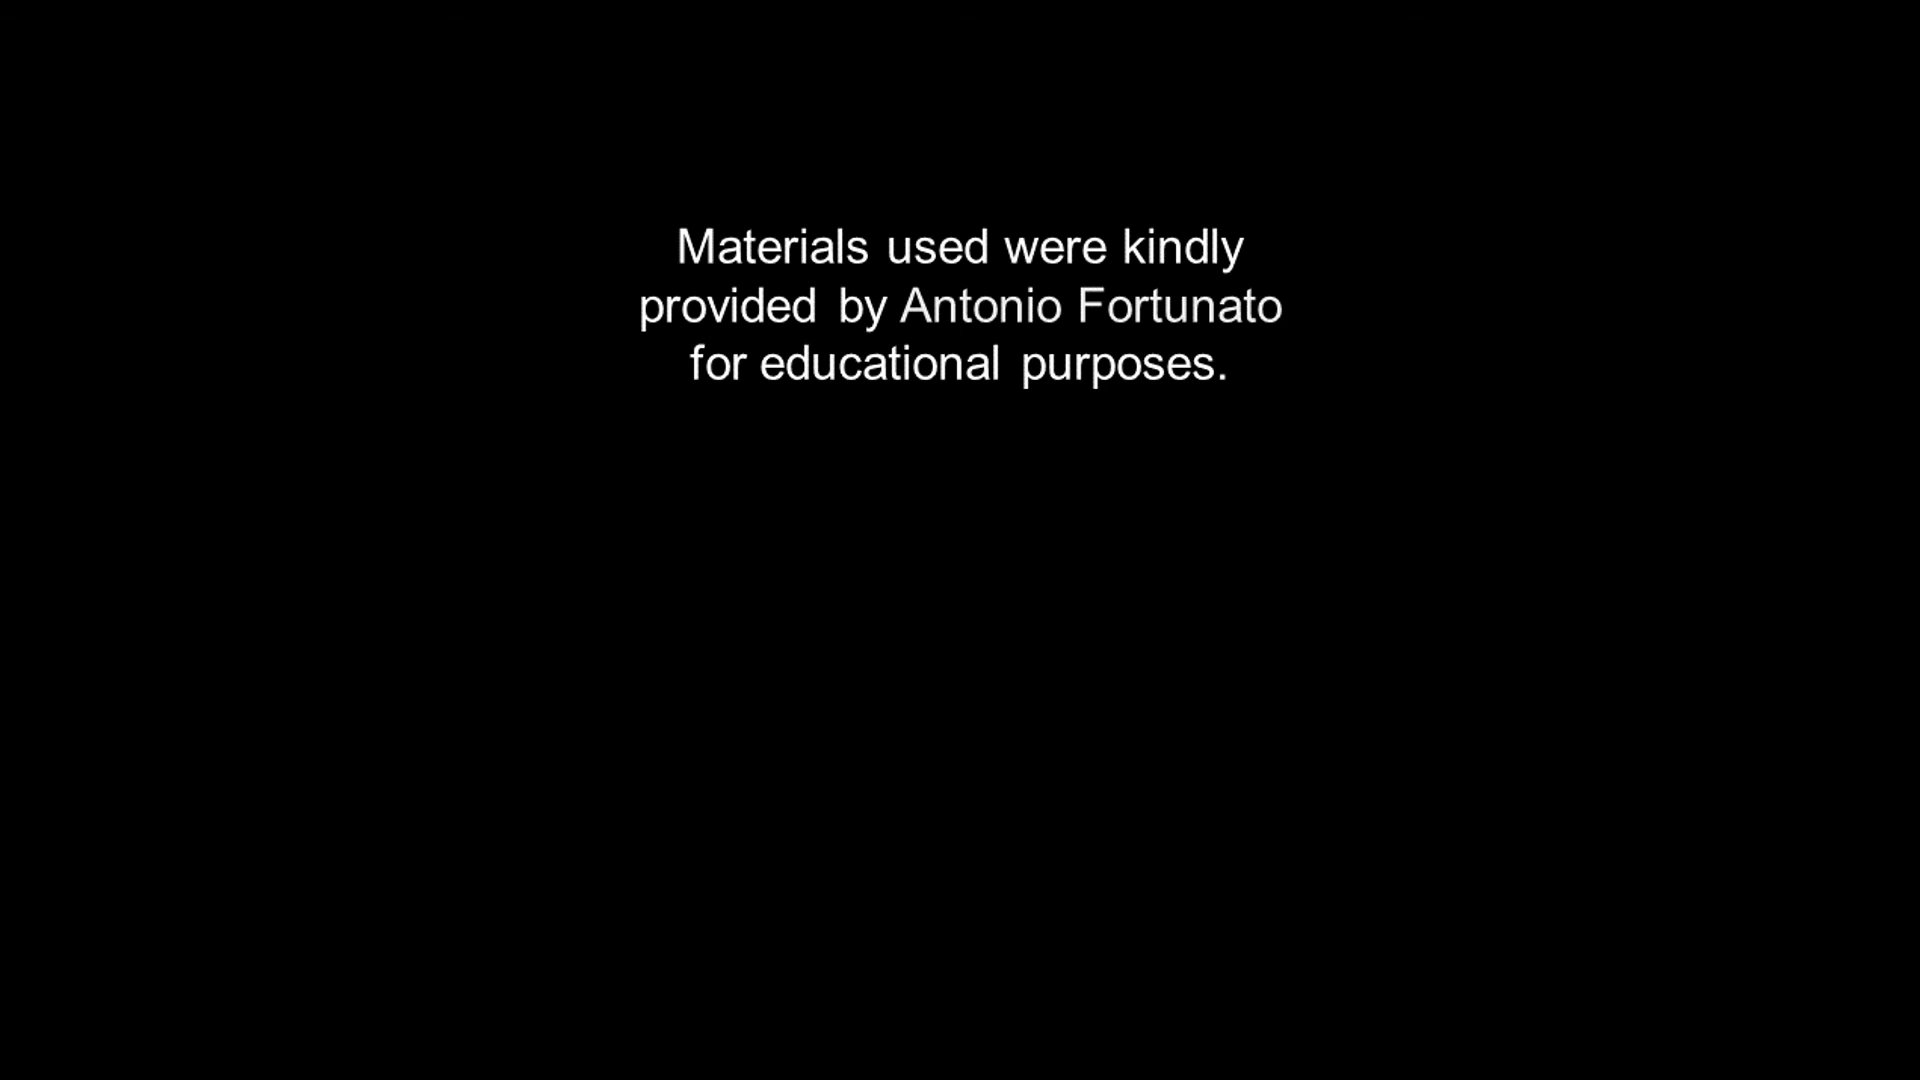 Materials used were kindly
provided by Antonio Fortunato
for educational purposes.